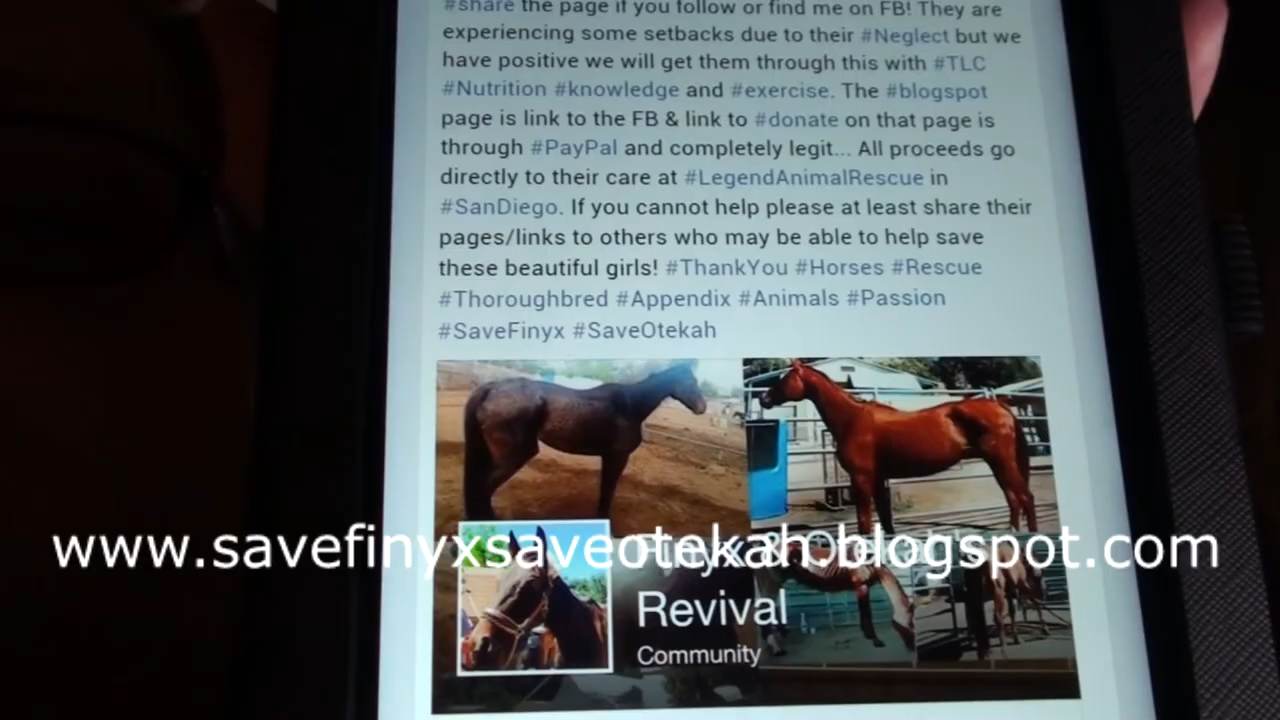 #share the page if you follow or find me on FB! They are
experiencing some setbacks due to their #Neglect but we
have positive we will get them through this with #TLC
#Nutrition #knowledge and #exercise. The #blogspot
page is link to the FB & link to #donate on that page is
through #PayPal and completely legit... All proceeds go
directly to their care at #LegendAnimalRescue in
#SanDiego. If you cannot help please at least share their
pages/links to others who may be able to help save
these beautiful girls! #ThankYou #Horses #Rescue
#Thoroughbred #Appendix #Animals #Passion
#SaveFinyx #SaveOtekah
www.savefinyxsaveotekah.blogspot.com
Finyx &
Revival
Community